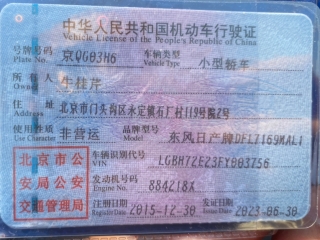 中华人民共和国机动车行驶证
Vehicle License of the People's Republic of China
号牌号码 京QG03H6 车辆类型 小型轿车
Plate No. Vehicle Type
所有人 牛桂芹
Owner
住址 北京市门头沟区永定镇石厂村119号院2号
Address
使用性质 非营运 品牌型号 东风日产牌DFL7169MAL1
Use Character Model
北京市公安局公安交通管理局
车辆识别代号 LGBH72E23FY003756
VIN
发动机号码 884218X
Engine No.
注册日期 2015-12-30 发证日期 2023-06-30
Register Date Issue Date